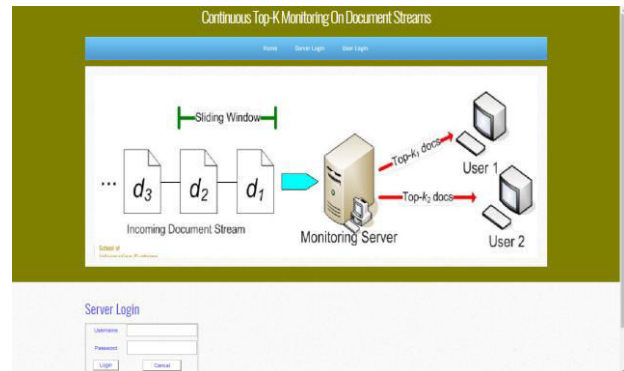 Continuous Top-K Monitoring On Document Streams
Home Server Login User Login
Sliding Window
... d3 d2 d1
Incoming Document Stream
Monitoring Server
Top-k1 docs
User 1
Top-k2 docs
User 2
School of
Information Systems
Server Login
Username
Password
Login Cancel